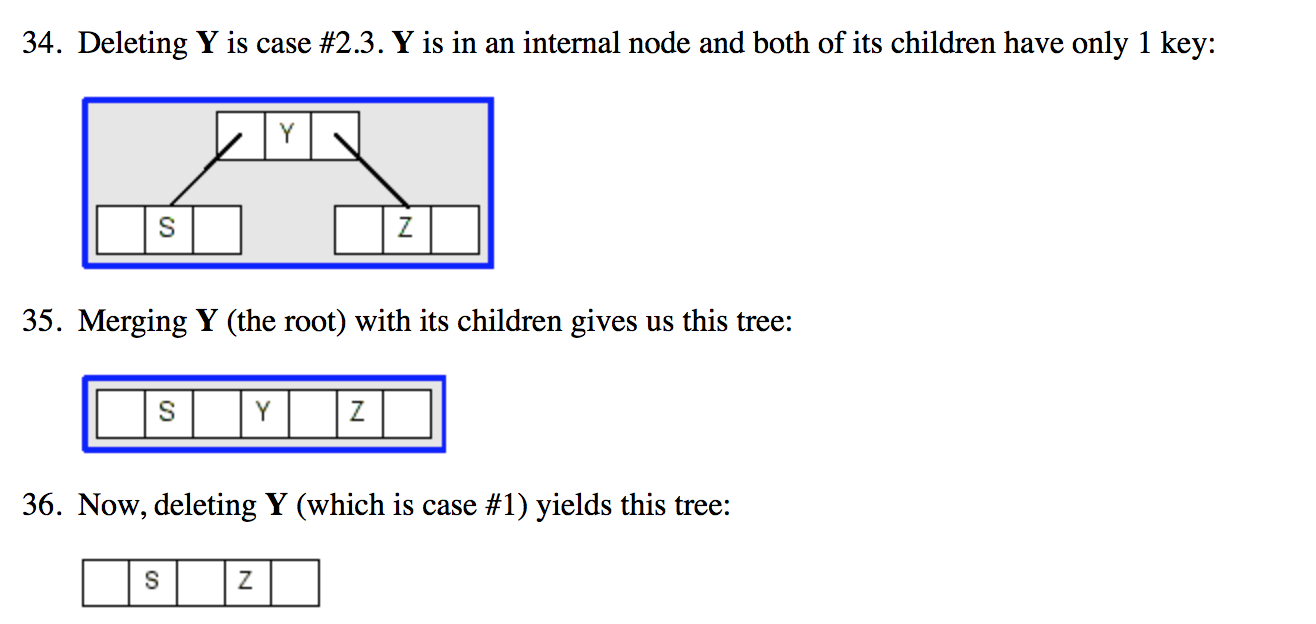 34. Deleting Y is case #2.3. Y is in an internal node and both of its children have only 1 key:
Y
S Z
35. Merging Y (the root) with its children gives us this tree:
S Y Z
36. Now, deleting Y (which is case #1) yields this tree:
S Z